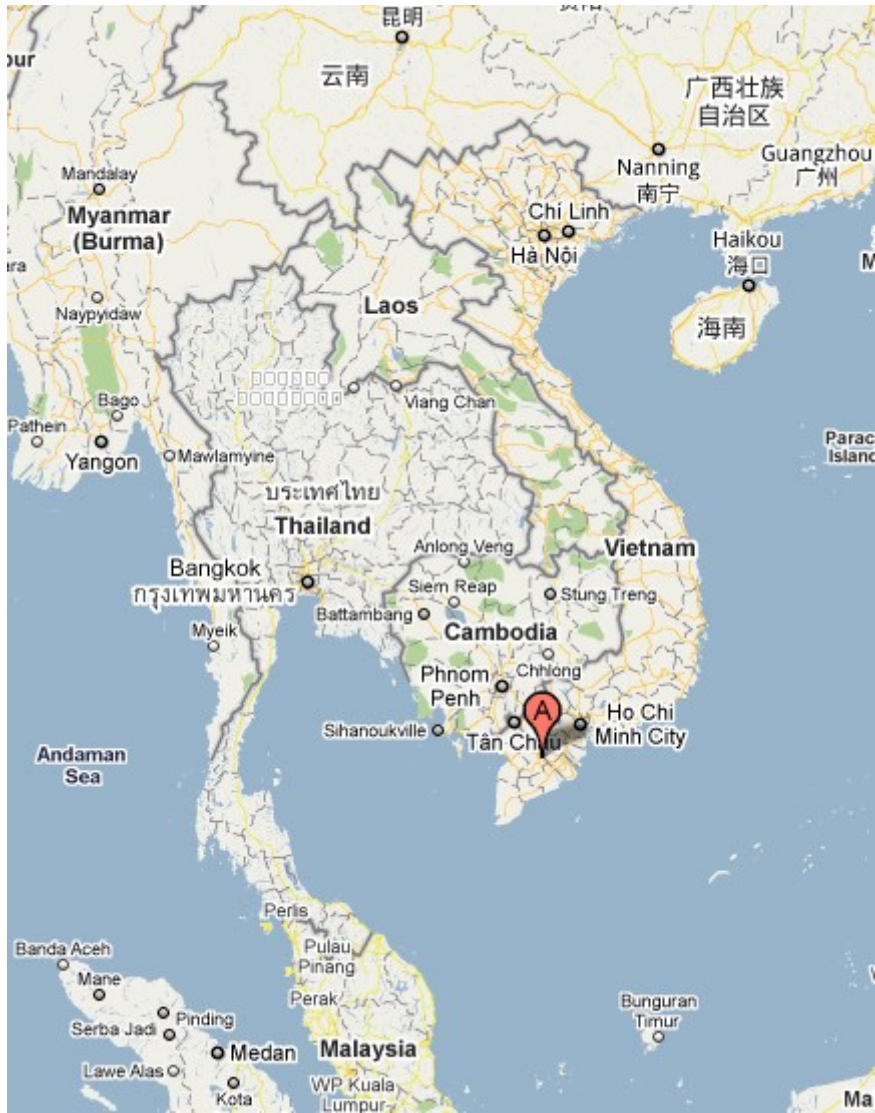 昆明
our
云南
广西壮族
自治区
Nanning
南宁
Guangzhou
广州
Mandalay
Myanmar
(Burma)
Chí Linh
Hà Nội
Haikou
海口
M
ara
Naypyidaw
Laos
海南
Bago
Pathein
Yangon
Mawlamyine
Viang Chan
Parac
Island
ประเทศไทย
Thailand
Anlong Veng
Vietnam
Bangkok
กรุงเทพมหานคร
Siem Reap
Stung Treng
Battambang
Myeik
Cambodia
Chhlong
Phnom
Penh
A
Ho Chi
Minh City
Sihanoukville
Tân Châu
Andaman
Sea
Perlis
Pulau
Pinang
Banda Aceh
Mane
Perak
Bunguran
Timur
Pinding
Serba Jadi
Medan
Malaysia
Lawe Alas
WP Kuala
Lumpur
Kota
Ma